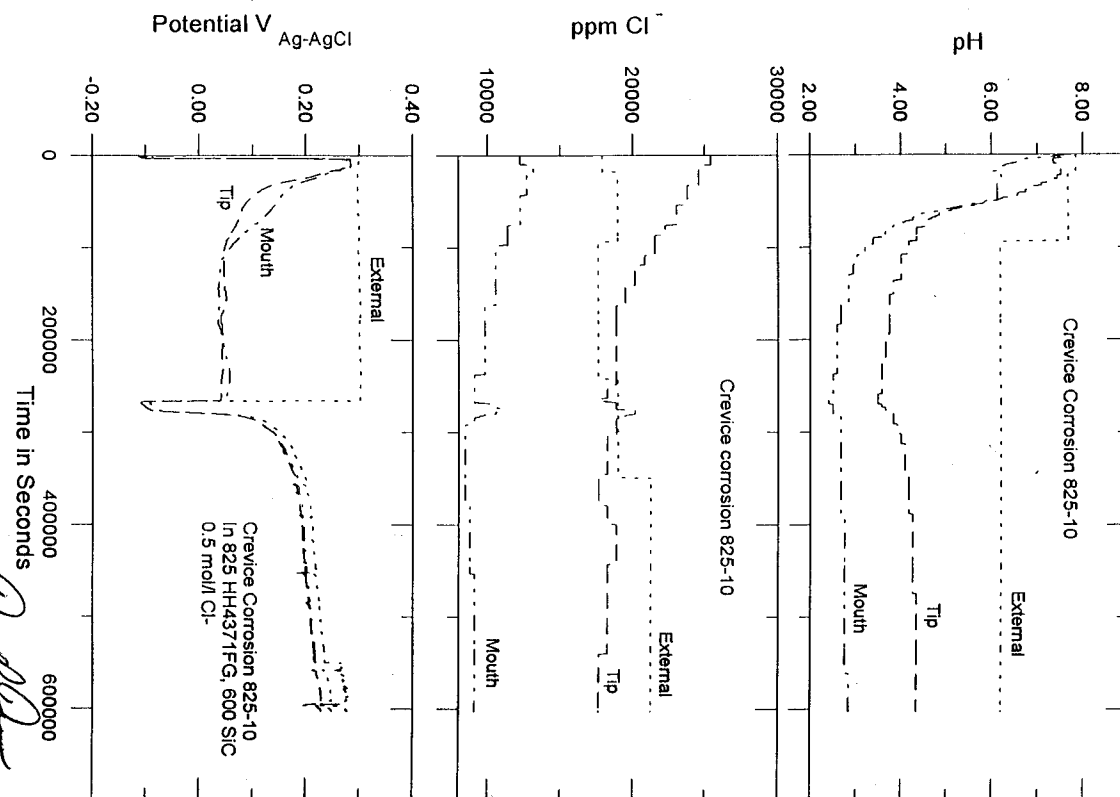 8.00
6.00
4.00
2.00
pH
Crevice Corrosion 825-10
External
Tip
Mouth
30000
20000
10000
ppm Cl⁻
Crevice corrosion 825-10
External
Tip
Mouth
0.40
0.20
0.00
-0.20
Potential V Ag-AgCl
External
Mouth
Tip
Crevice Corrosion 825-10
In 825 HH4371FG, 600 SiC
0.5 mol/l Cl-
0
200000
400000
600000
Time in Seconds